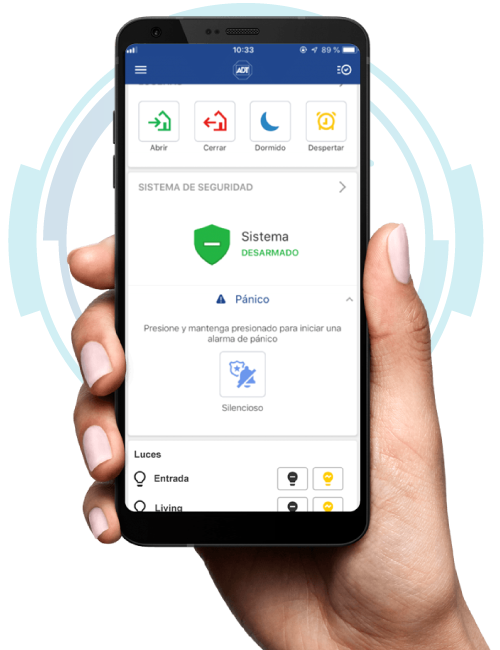 10:33
89 %
ADT
Abrir
Cerrar
Dormido
Despertar
SISTEMA DE SEGURIDAD
Sistema
DESARMADO
Pánico
Presione y mantenga presionado para iniciar una
alarma de pánico
Silencioso
Luces
Entrada
Living